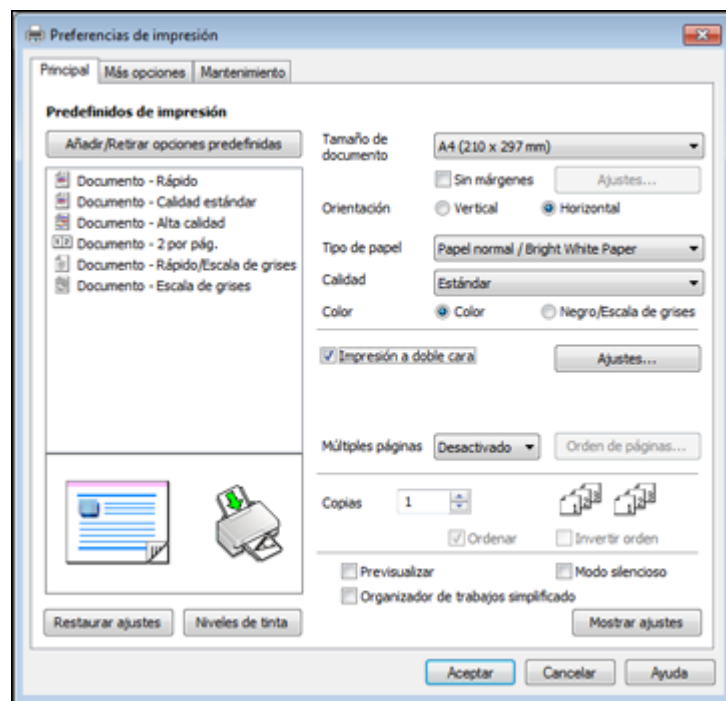 Preferencias de impresión
Principal
Más opciones
Mantenimiento
Predefinidos de impresión
Añadir/Retirar opciones predefinidas
Documento - Rápido
Documento - Calidad estándar
Documento - Alta calidad
Documento - 2 por pág.
Documento - Rápido/Escala de grises
Documento - Escala de grises
Restaurar ajustes
Niveles de tinta
Tamaño de
documento
A4 (210 x 297 mm)
Sin márgenes
Ajustes...
Orientación
Vertical
Horizontal
Tipo de papel
Papel normal / Bright White Paper
Calidad
Estándar
Color
Color
Negro/Escala de grises
Impresión a doble cara
Ajustes...
Múltiples páginas
Desactivado
Orden de páginas...
Copias
1
Ordenar
Invertir orden
Previsualizar
Modo silencioso
Organizador de trabajos simplificado
Mostrar ajustes
Aceptar
Cancelar
Ayuda